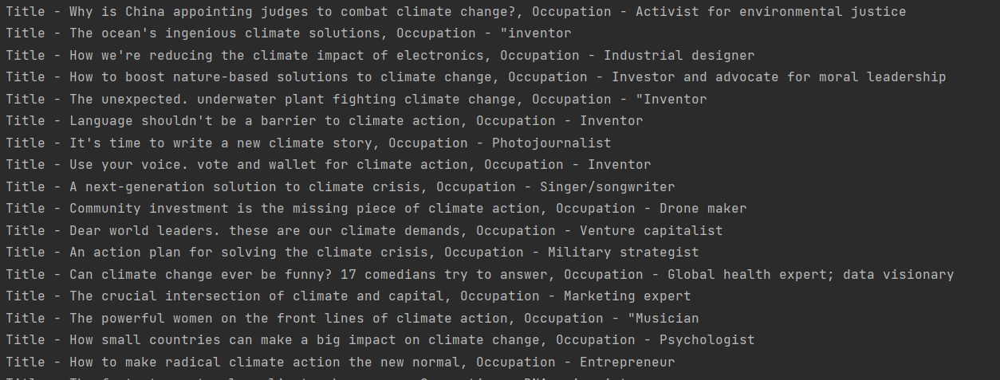 Title - Why is China appointing judges to combat climate change?, Occupation - Activist for environmental justice
Title - The ocean's ingenious climate solutions, Occupation - "inventor
Title - How we're reducing the climate impact of electronics, Occupation - Industrial designer
Title - How to boost nature-based solutions to climate change, Occupation - Investor and advocate for moral leadership
Title - The unexpected. underwater plant fighting climate change, Occupation - "Inventor
Title - Language shouldn't be a barrier to climate action, Occupation - Inventor
Title - It's time to write a new climate story, Occupation - Photojournalist
Title - Use your voice. vote and wallet for climate action, Occupation - Inventor
Title - A next-generation solution to climate crisis, Occupation - Singer/songwriter
Title - Community investment is the missing piece of climate action, Occupation - Drone maker
Title - Dear world leaders. these are our climate demands, Occupation - Venture capitalist
Title - An action plan for solving the climate crisis, Occupation - Military strategist
Title - Can climate change ever be funny? 17 comedians try to answer, Occupation - Global health expert; data visionary
Title - The crucial intersection of climate and capital, Occupation - Marketing expert
Title - The powerful women on the front lines of climate action, Occupation - "Musician
Title - How small countries can make a big impact on climate change, Occupation - Psychologist
Title - How to make radical climate action the new normal, Occupation - Entrepreneur